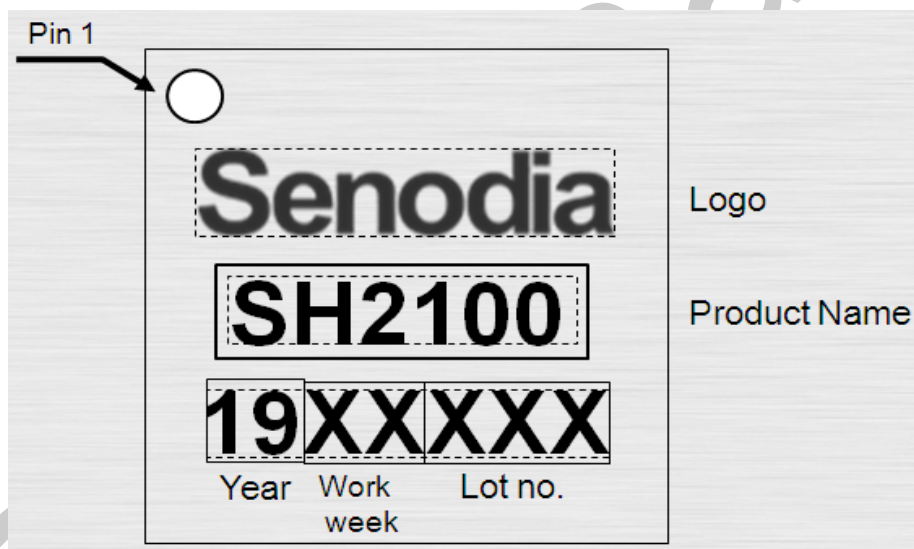 Pin 1
Senodia
Logo
SH2100
Product Name
19XXXXX
Year Work week Lot no.